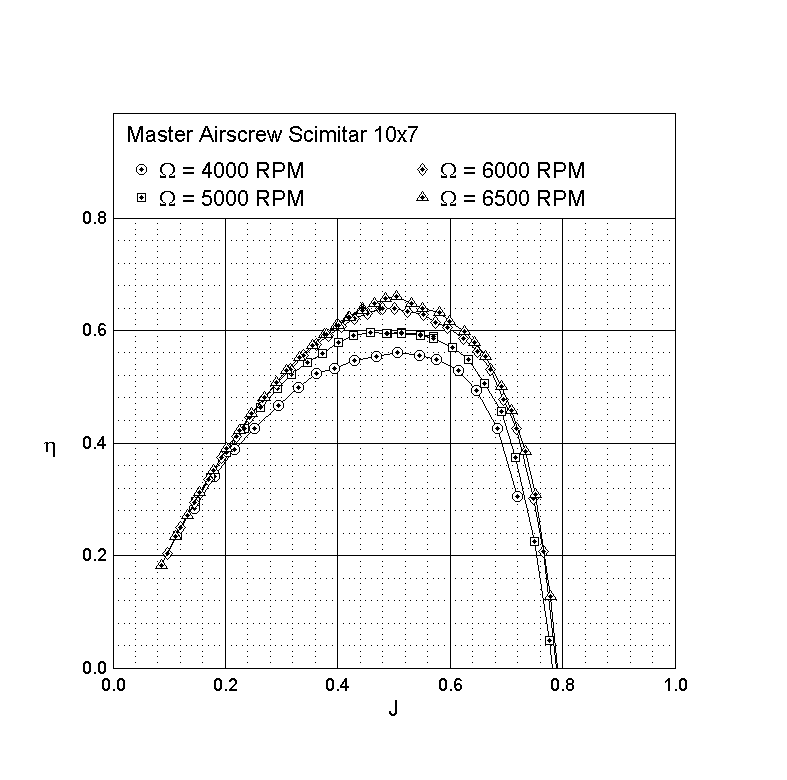 Master Airscrew Scimitar 10x7
Ω = 4000 RPM
Ω = 6000 RPM
Ω = 5000 RPM
Ω = 6500 RPM
0.8
0.6
0.4
η
0.2
0.0
0.0 0.2 0.4 0.6 0.8 1.0
J